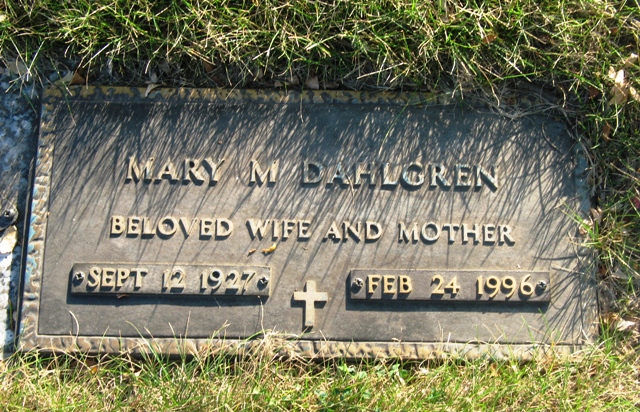 MARY M DAHLGREN
BELOVED WIFE AND MOTHER
SEPT 12 1927 FEB 24 1996